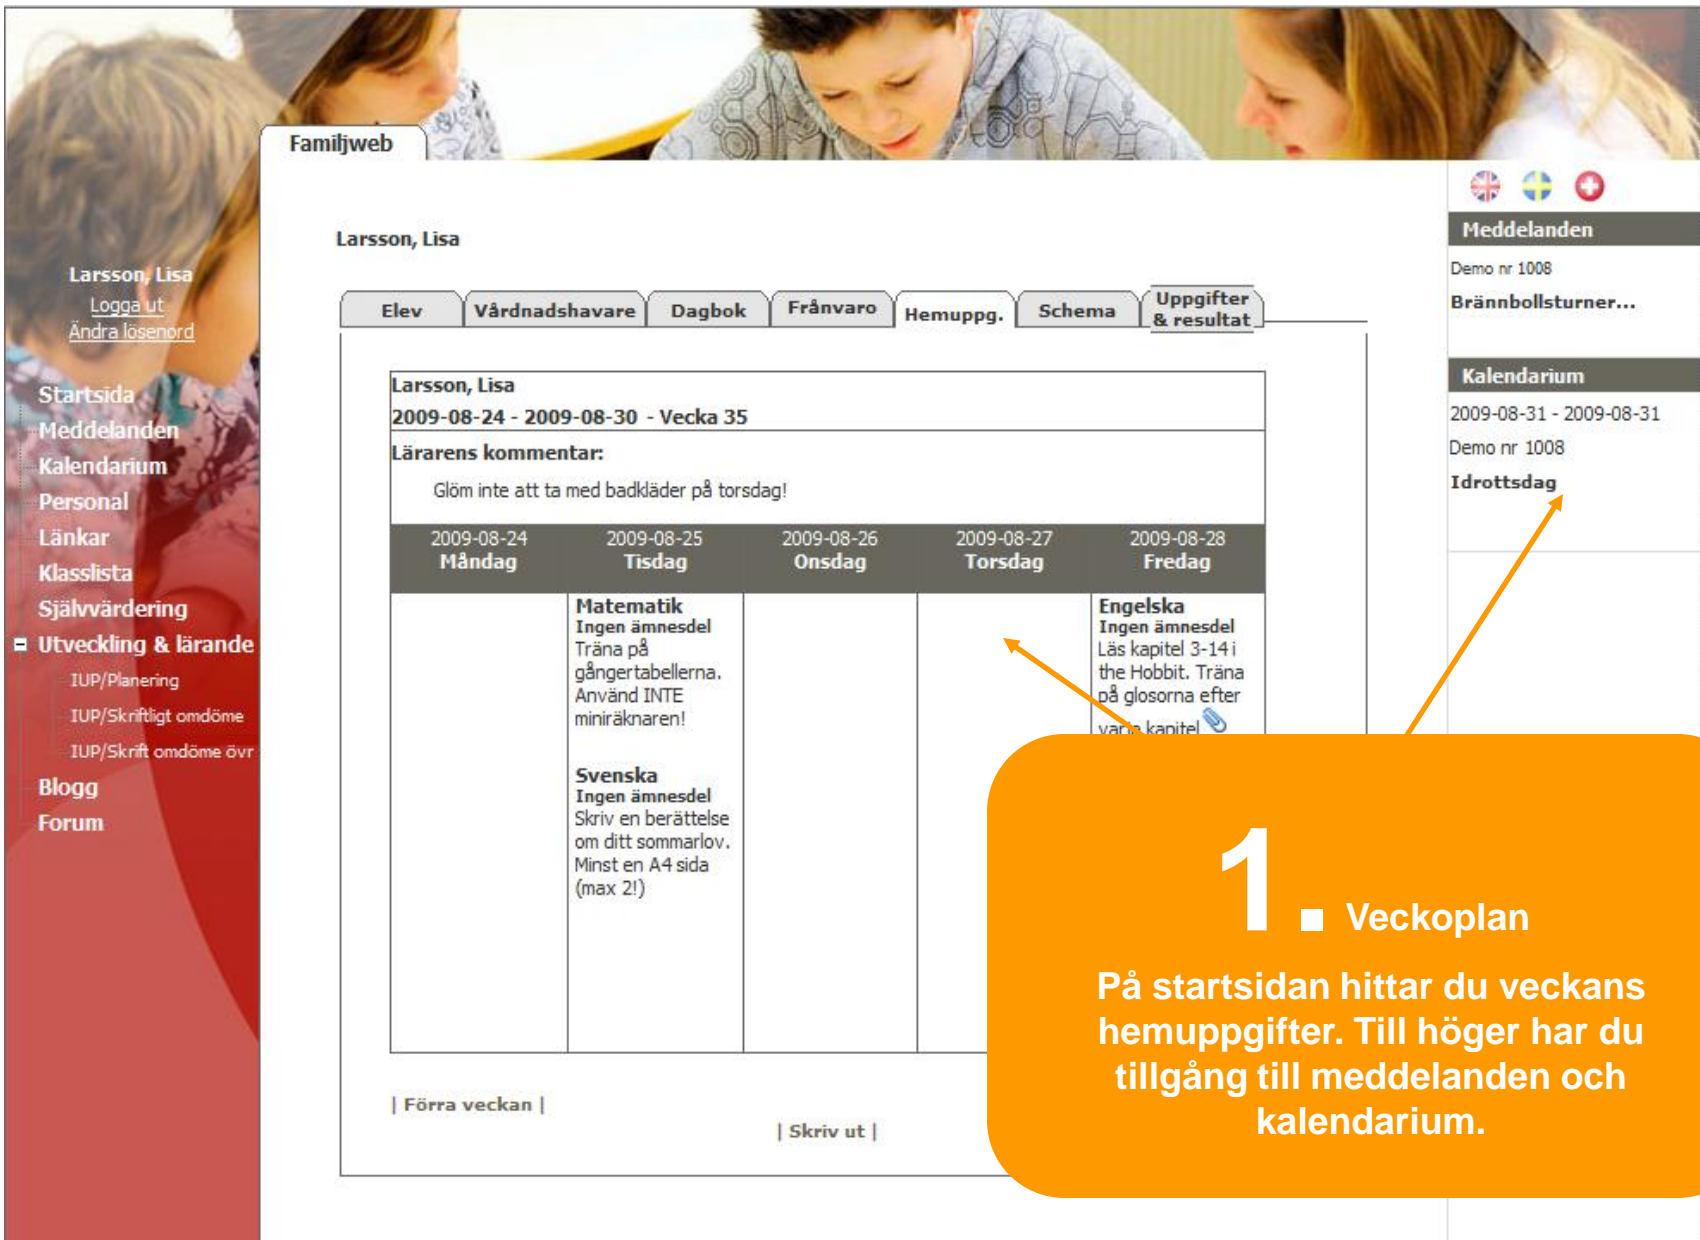 Familjweb
Larsson, Lisa
Logga ut
Ändra lösenord
Startsida
Meddelanden
Kalendarium
Personal
Länkar
Klasslista
Självvärdering
Utveckling & lärande
IUP/Planering
IUP/Skriftligt omdöme
IUP/Skrift omdöme övr
Blogg
Forum
Larsson, Lisa
Elev
Vårdnadshavare
Dagbok
Frånvaro
Hemuppg.
Schema
Uppgifter
& resultat
Larsson, Lisa
2009-08-24 - 2009-08-30 - Vecka 35
Lärarens kommentar:
Glöm inte att ta med badkläder på torsdag!
2009-08-24
Måndag
2009-08-25
Tisdag
2009-08-26
Onsdag
2009-08-27
Torsdag
2009-08-28
Fredag
Matematik
Ingen ämnesdel
Träna på
gångertabellerna.
Använd INTE
miniräknaren!
Svenska
Ingen ämnesdel
Skriv en berättelse
om ditt sommarlov.
Minst en A4 sida
(max 2!)
Engelska
Ingen ämnesdel
Läs kapitel 3-14 i
the Hobbit. Träna
på glosorna efter
varje kapitel
| Förra veckan |
| Skriv ut |
Meddelanden
Demo nr 1008
Brännbollsturner...
Kalendarium
2009-08-31 - 2009-08-31
Demo nr 1008
Idrottsdag
1. Veckoplan
På startsidan hittar du veckans
hemuppgifter. Till höger har du
tillgång till meddelanden och
kalendarium.